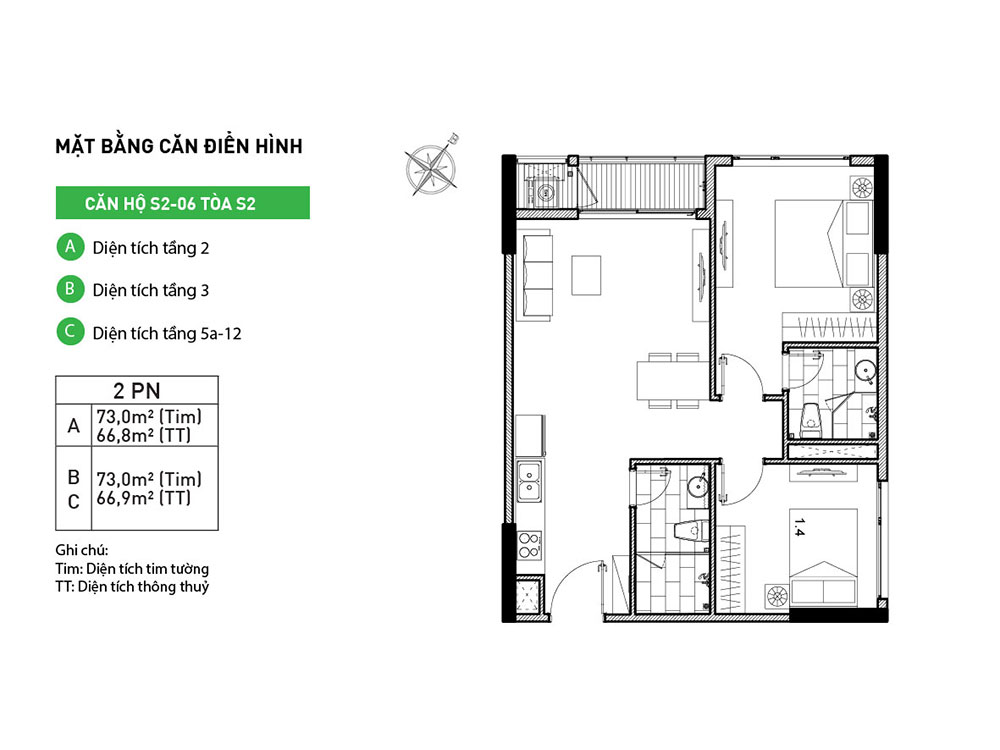 MẶT BẰNG CĂN ĐIỂN HÌNH
B
CĂN HỘ S2-06 TÒA S2
A Diện tích tầng 2
B Diện tích tầng 3
C Diện tích tầng 5a-12
2 PN
A
73,0m² (Tim)
66,8m² (TT)
B
C
73,0m² (Tim)
66,9m² (TT)
Ghi chú:
Tim: Diện tích tim tường
TT: Diện tích thông thuỷ
1.4